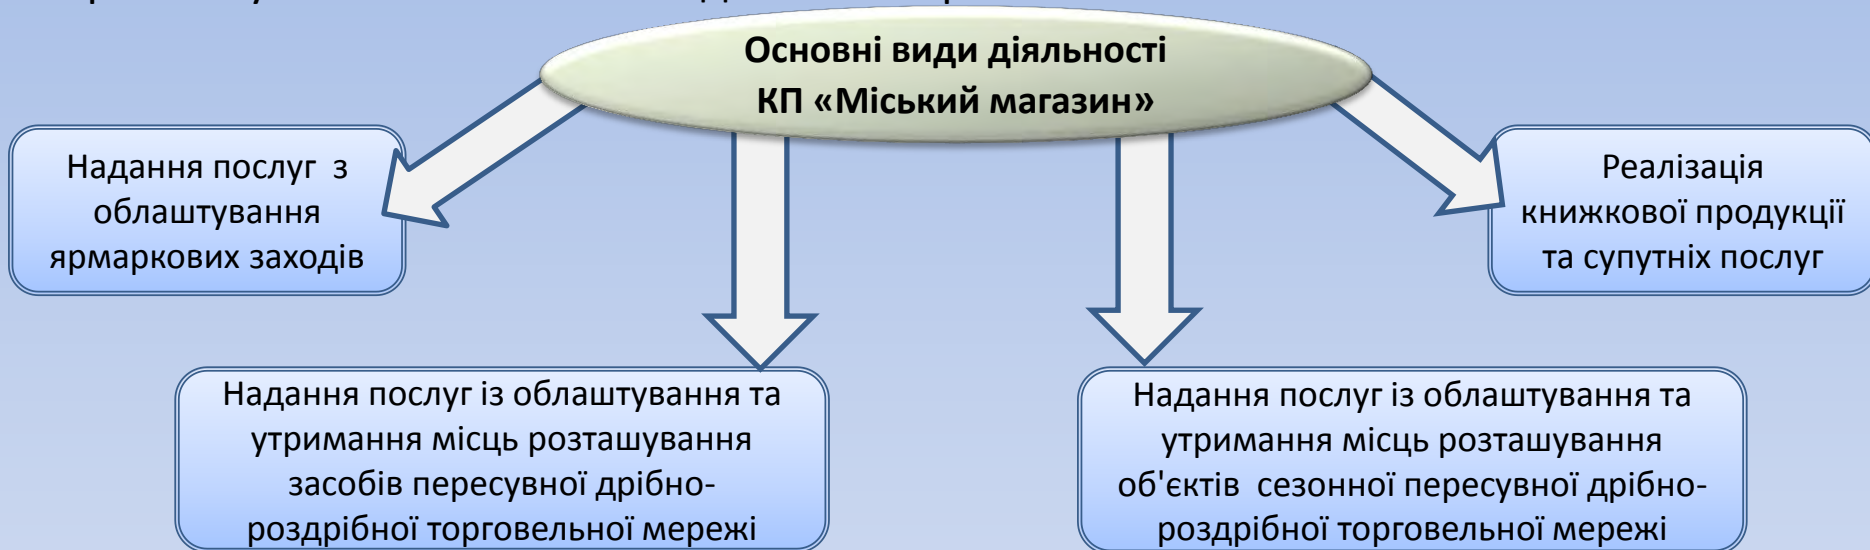 Основні види діяльності
КП «Міський магазин»
Надання послуг з
облаштування
ярмаркових заходів
Реалізація
книжкової продукції
та супутніх послуг
Надання послуг із облаштування та
утримання місць розташування
засобів пересувної дрібно-
роздрібної торговельної мережі
Надання послуг із облаштування та
утримання місць розташування
об'єктів сезонної пересувної дрібно-
роздрібної торговельної мережі